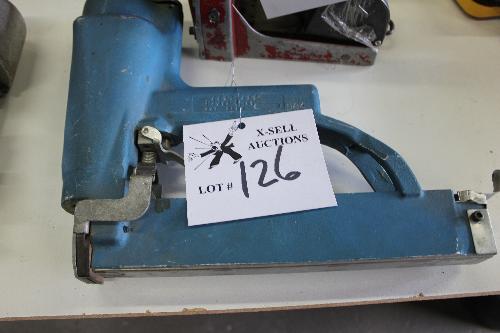 X-SELL
AUCTIONS
LOT # 126